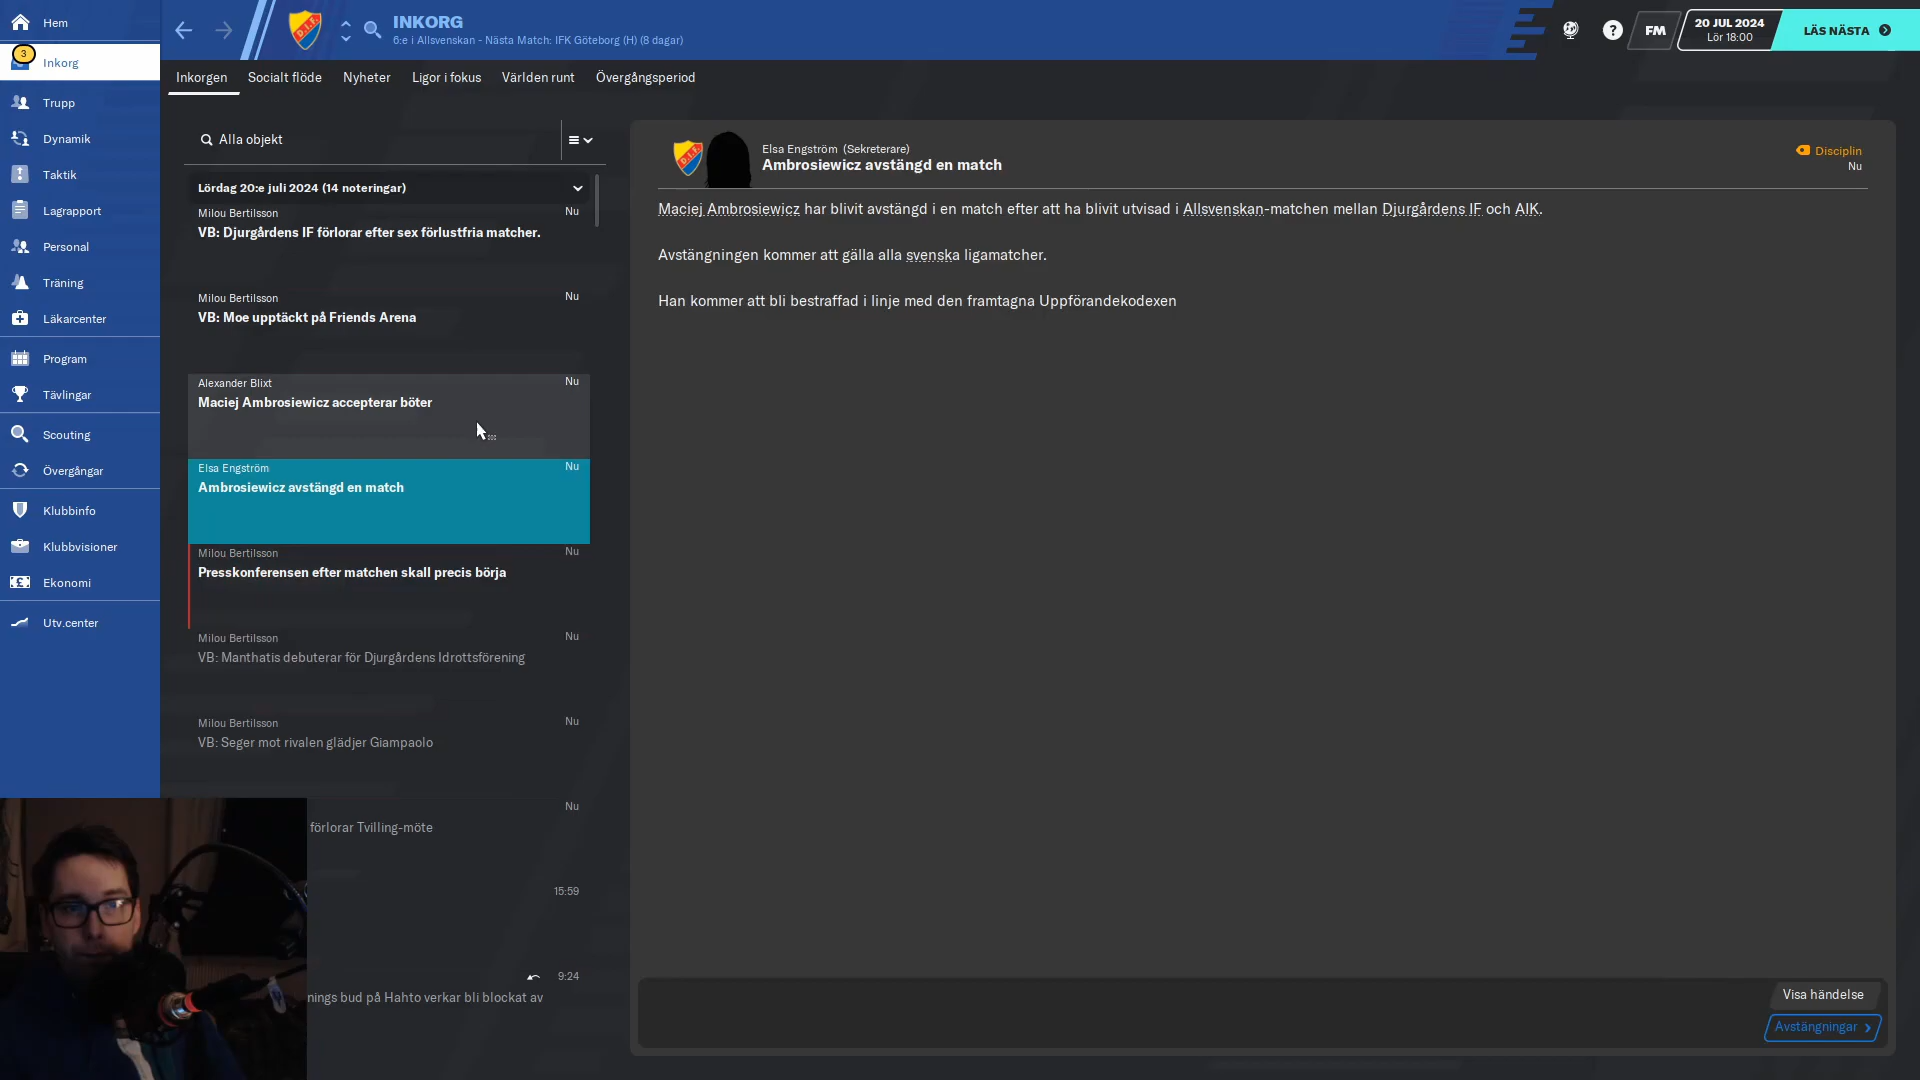 Hem
3
Inkorg
Trupp
Dynamik
Taktik
Lagrapport
Personal
Träning
Läkarcenter
Program
Tävlingar
Scouting
Övergångar
Klubbinfo
Klubbvisioner
Ekonomi
Utv.center
D.I.F.
INKORG
6:e i Allsvenskan - Nästa Match: IFK Göteborg (H) (8 dagar)
?
FM
20 JUL 2024
Lör 18:00
LÄS NÄSTA
Inkorgen
Socialt flöde
Nyheter
Ligor i fokus
Världen runt
Övergångsperiod
Alla objekt
Lördag 20:e juli 2024 (14 noteringar)
Milou Bertilsson Nu
VB: Djurgårdens IF förlorar efter sex förlustfria matcher.
Milou Bertilsson Nu
VB: Moe upptäckt på Friends Arena
Alexander Blixt Nu
Maciej Ambrosiewicz accepterar böter
Elsa Engström Nu
Ambrosiewicz avstängd en match
Milou Bertilsson Nu
Presskonferensen efter matchen skall precis börja
Milou Bertilsson Nu
VB: Manthatis debuterar för Djurgårdens Idrottsförening
Milou Bertilsson Nu
VB: Seger mot rivalen glädjer Giampaolo
Nu
förlorar Tvilling-möte
15:59
9:24
nings bud på Hahto verkar bli blockat av
D.I.F.
Elsa Engström (Sekreterare)
Ambrosiewicz avstängd en match
Disciplin
Nu
Maciej Ambrosiewicz har blivit avstängd i en match efter att ha blivit utvisad i Allsvenskan-matchen mellan Djurgårdens IF och AIK.
Avstängningen kommer att gälla alla svenska ligamatcher.
Han kommer att bli bestraffad i linje med den framtagna Uppförandekodexen
Visa händelse
Avstängningar